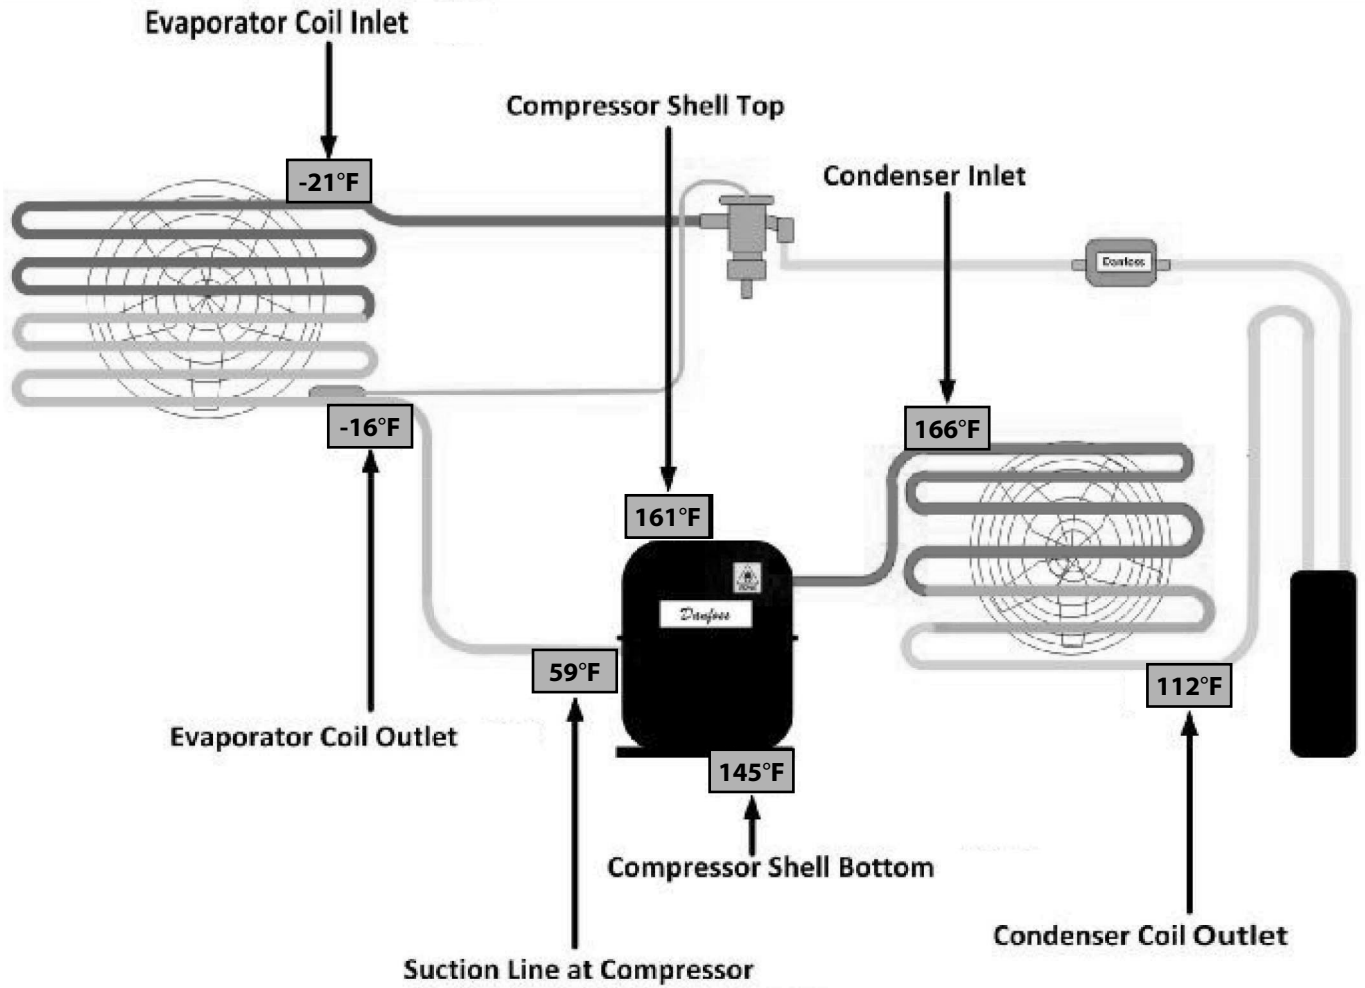 Evaporator Coil Inlet
Compressor Shell Top
Condenser Inlet
-21°F
Danfoss
-16°F
166°F
161°F
Danfoss
59°F
112°F
Evaporator Coil Outlet
145°F
Compressor Shell Bottom
Condenser Coil Outlet
Suction Line at Compressor